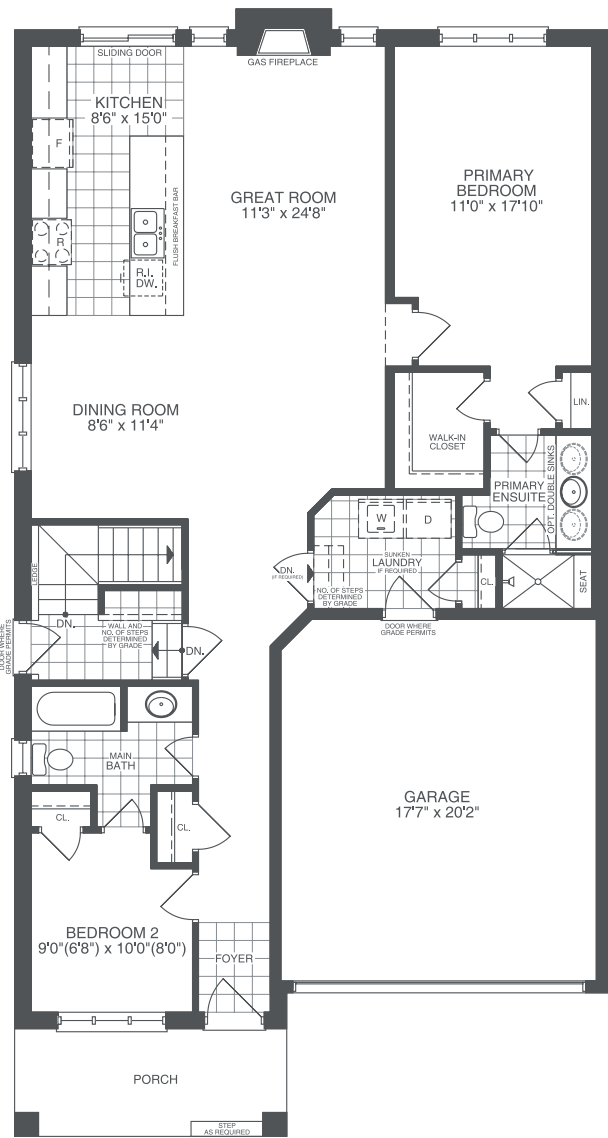 SLIDING DOOR
GAS FIREPLACE
KITCHEN
8'6" x 15'0"
F
R
R.I.
DW.
FLUSH BREAKFAST BAR
GREAT ROOM
11'3" x 24'8"
PRIMARY
BEDROOM
11'0" x 17'10"
DINING ROOM
8'6" x 11'4"
WALK-IN
CLOSET
LIN.
PRIMARY
ENSUITE
OPT. DOUBLE SINKS
W
D
SUNKEN
LAUNDRY
(IF REQUIRED)
DN.
(IF REQUIRED)
NO. OF STEPS
DETERMINED
BY GRADE
CL.
SEAT
DOOR WHERE
GRADE PERMITS
LEDGE
DN.
WALL AND
NO. OF STEPS
DETERMINED
BY GRADE
DN.
DOOR WHERE
GRADE PERMITS
MAIN
BATH
CL.
CL.
GARAGE
17'7" x 20'2"
BEDROOM 2
9'0"(6'8") x 10'0"(8'0")
FOYER
PORCH
STEP
AS REQUIRED